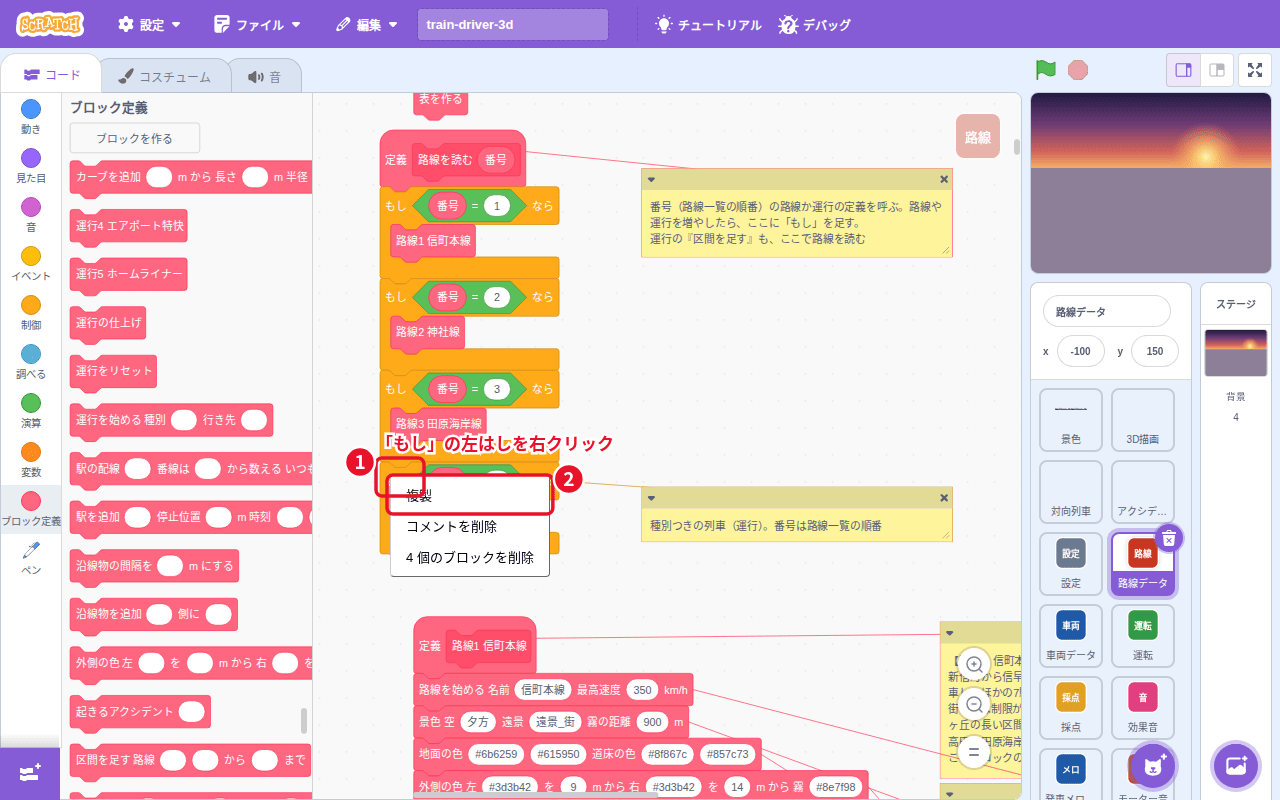 SCRATCH
設定
ファイル
編集
train-driver-3d
チュートリアル
デバッグ
コード
コスチューム
音
動き
見た目
音
イベント
制御
調べる
演算
変数
ブロック定義
ペン
ブロック定義
ブロックを作る
カーブを追加 m から 長さ m 半径
運行4 エアポート特快
運行5 ホームライナー
運行の仕上げ
運行をリセット
運行を始める 種別 行き先
駅の配線 番線は から数える いつも
駅を追加 停止位置 m 時刻
沿線物の間隔を m にする
沿線物を追加 側に
外側の色 左 を m から 右 を
起きるアクシデント
区間を足す 路線 から まで
表を作る
定義 路線を読む 番号
もし 番号 = 1 なら
路線1 信町本線
もし 番号 = 2 なら
路線2 神社線
もし 番号 = 3 なら
路線3 田原海岸線
「もし」の左はしを右クリック
1
2
複製
コメントを削除
4 個のブロックを削除
路線
番号（路線一覧の順番）の路線か運行の定義を呼ぶ。路線や
運行を増やしたら、ここに「もし」を足す。
運行の『区間を足す』も、ここで路線を読む
種別つきの列車（運行）。番号は路線一覧の順番
定義 路線1 信町本線
路線を始める 名前 信町本線 最高速度 350 km/h
景色 空 夕方 遠景 遠景_街 霧の距離 900 m
地面の色 #6b6259 #615950 道床の色 #8f867c #857c73
外側の色 左 #3d3b42 を 9 m から 右 #3d3b42 を 14 m から 霧 #8e7f98
路線データ
x -100 y 150
景色
3D描画
対向列車
アクシデ…
設定
設定
路線
路線データ
車両
車両データ
運転
運転
採点
採点
音
効果音
メロ
ステージ
背景
4